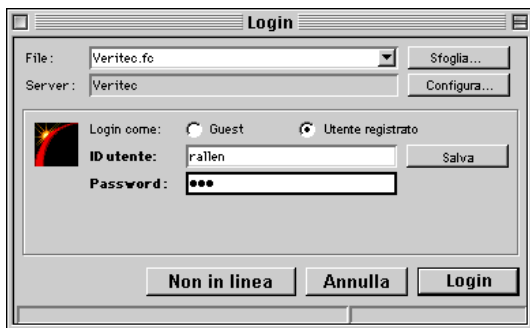 Login
File: Veritec.fc Sfoglia...
Server: Veritec Configura...
Login come: Guest Utente registrato
ID utente: rallen Salva
Password: •••
Non in linea Annulla Login